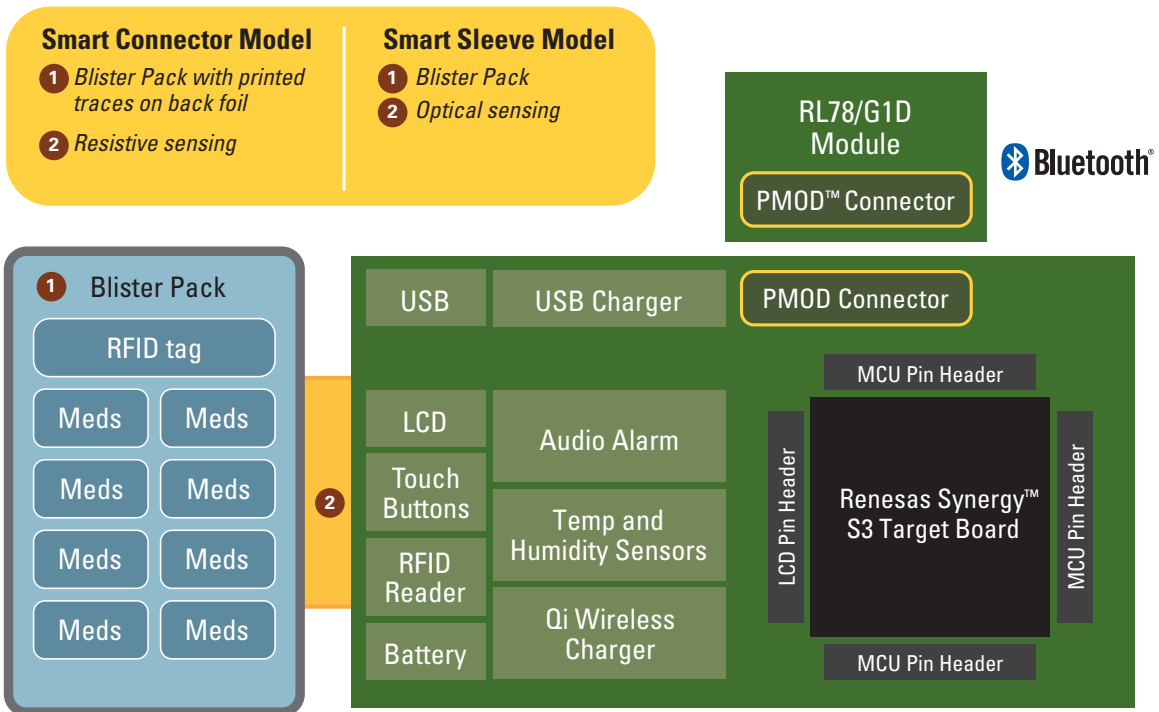 Smart Connector Model
1 Blister Pack with printed
traces on back foil
2 Resistive sensing
Smart Sleeve Model
1 Blister Pack
2 Optical sensing
RL78/G1D
Module
PMOD™ Connector
Bluetooth®
1 Blister Pack
RFID tag
Meds Meds
Meds Meds
Meds Meds
Meds Meds
2
USB
USB Charger
PMOD Connector
LCD
Touch
Buttons
RFID
Reader
Battery
Audio Alarm
Temp and
Humidity Sensors
Qi Wireless
Charger
MCU Pin Header
LCD Pin Header
Renesas Synergy™
S3 Target Board
MCU Pin Header
MCU Pin Header